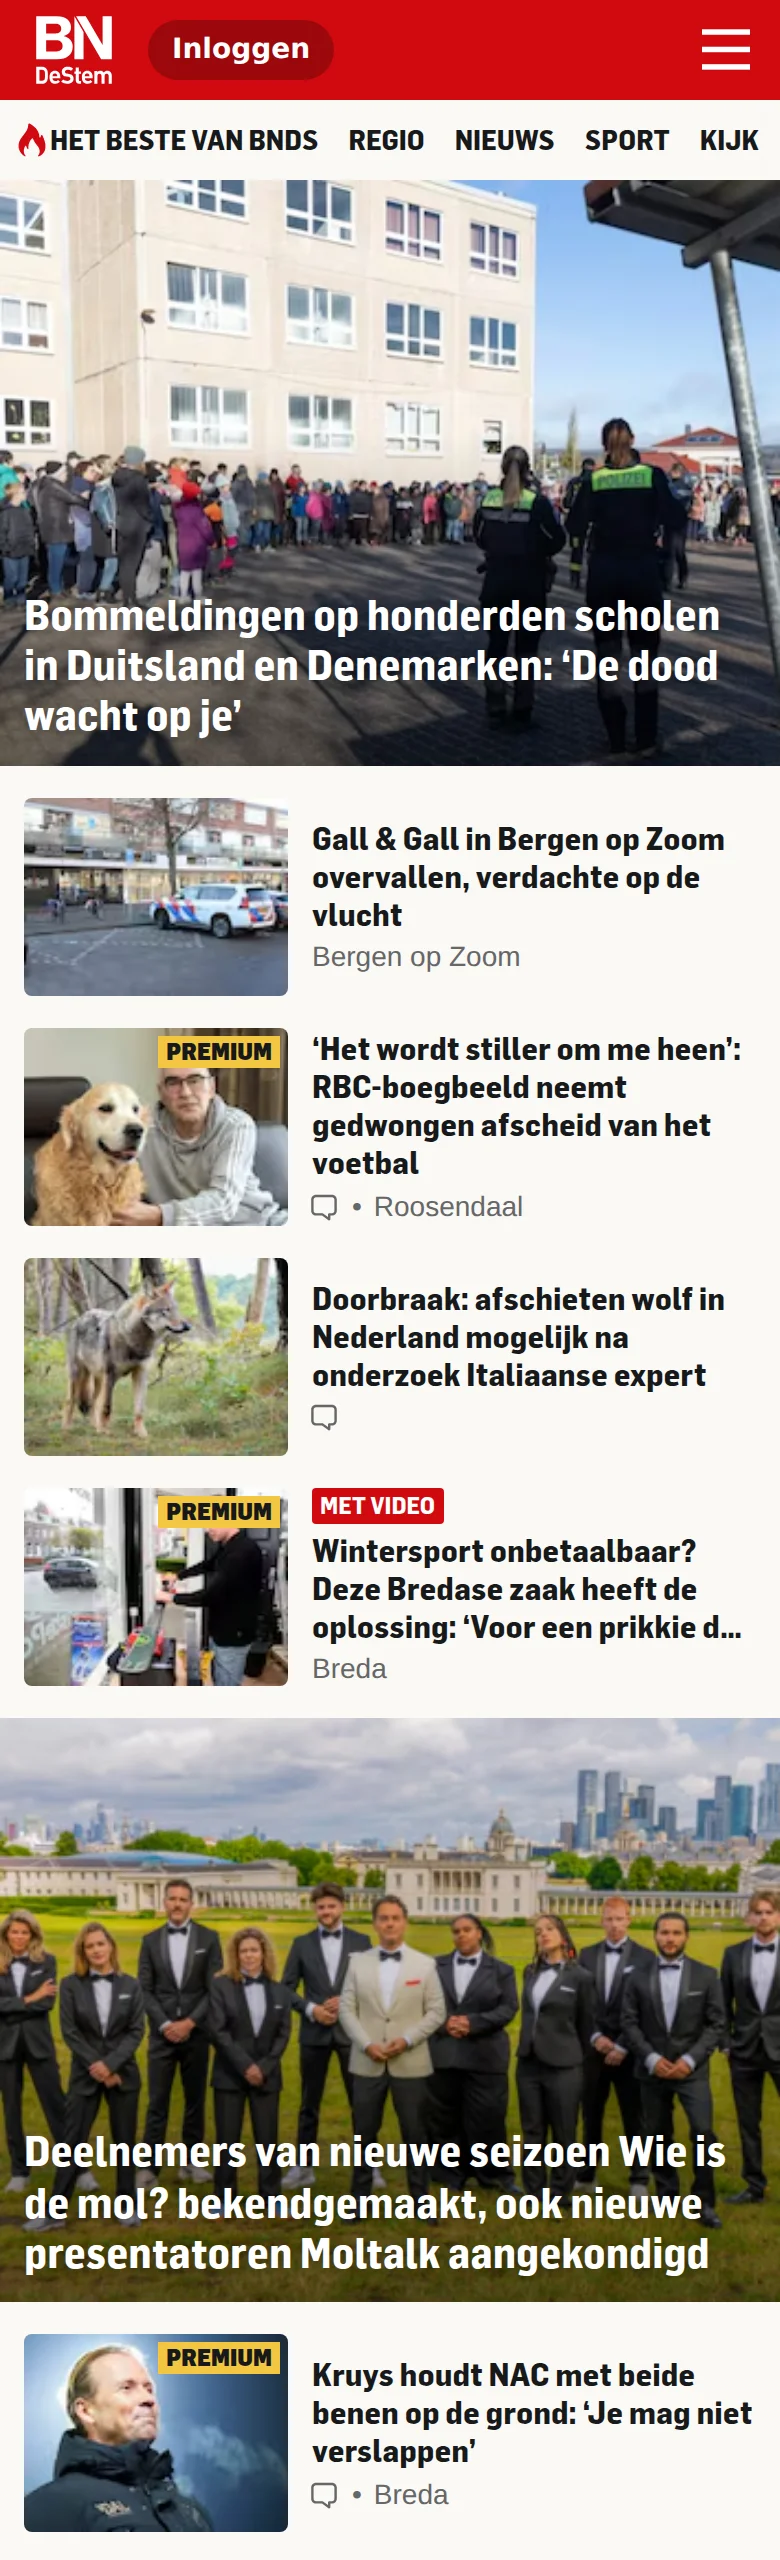 BN
DeStem
Inloggen
HET BESTE VAN BNDS
REGIO
NIEUWS
SPORT
KIJK
POLIZEI
Bommeldingen op honderden scholen
in Duitsland en Denemarken: ‘De dood
wacht op je’
Gall & Gall in Bergen op Zoom
overvallen, verdachte op de
vlucht
Bergen op Zoom
PREMIUM
‘Het wordt stiller om me heen’:
RBC-boegbeeld neemt
gedwongen afscheid van het
voetbal
• Roosendaal
Doorbraak: afschieten wolf in
Nederland mogelijk na
onderzoek Italiaanse expert
PREMIUM
MET VIDEO
Wintersport onbetaalbaar?
Deze Bredase zaak heeft de
oplossing: ‘Voor een prikkie d...
Breda
Deelnemers van nieuwe seizoen Wie is
de mol? bekendgemaakt, ook nieuwe
presentatoren Moltalk aangekondigd
PREMIUM
Kruys houdt NAC met beide
benen op de grond: ‘Je mag niet
verslappen’
• Breda